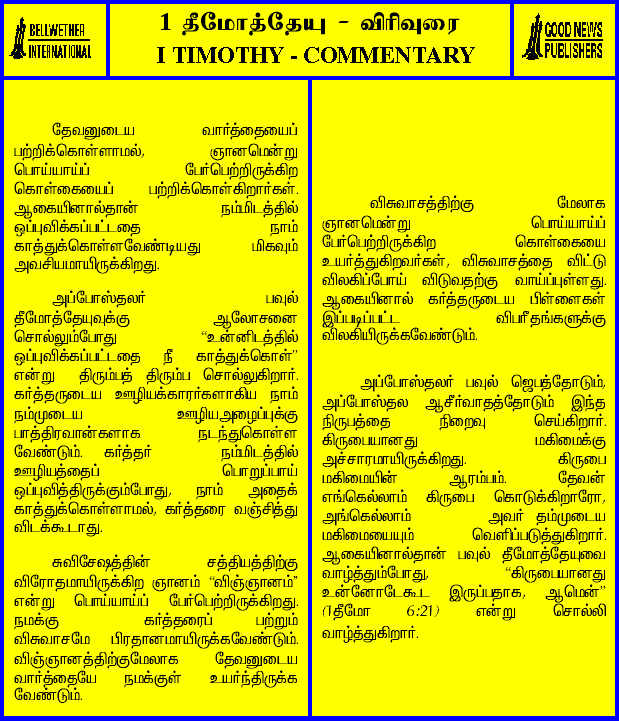 BELLWETHER
INTERNATIONAL
1 தீமோத்தேயு - விரிவுரை
I TIMOTHY - COMMENTARY
GOOD NEWS
PUBLISHERS
தேவனுடைய வார்த்தையைப்
பற்றிக்கொள்ளாமல், ஞானமென்று
பொய்யாய்ப் பேர்பெற்றிருக்கிற
கொள்கையைப் பற்றிக்கொள்கிறார்கள்.
ஆகையினால்தான் நம்மிடத்தில்
ஒப்புவிக்கப்பட்டதை நாம்
காத்துக்கொள்ளவேண்டியது மிகவும்
அவசியமாயிருக்கிறது.
அப்போஸ்தலர் பவுல்
தீமோத்தேயுவுக்கு ஆலோசனை
சொல்லும்போது “உன்னிடத்தில்
ஒப்புவிக்கப்பட்டதை நீ காத்துக்கொள்”
என்று திரும்பத் திரும்ப சொல்லுகிறார்.
கர்த்தருடைய ஊழியக்காரர்களாகிய நாம்
நம்முடைய ஊழியஅழைப்புக்கு
பாத்திரவான்களாக நடந்துகொள்ள
வேண்டும். கர்த்தர் நம்மிடத்தில்
ஊழியத்தைப் பொறுப்பாய்
ஒப்புவித்திருக்கும்போது, நாம் அதைக்
காத்துக்கொள்ளாமல், கர்த்தரை வஞ்சித்து
விடக்கூடாது.
சுவிசேஷத்தின் சத்தியத்திற்கு
விரோதமாயிருக்கிற ஞானம் “விஞ்ஞானம்”
என்று பொய்யாய்ப் பேர்பெற்றிருக்கிறது.
நமக்கு கர்த்தரைப் பற்றும்
விசுவாசமே பிரதானமாயிருக்கவேண்டும்.
விஞ்ஞானத்திற்குமேலாக தேவனுடைய
வார்த்தையே நமக்குள் உயர்ந்திருக்க
வேண்டும்.
விசுவாசத்திற்கு மேலாக
ஞானமென்று பொய்யாய்ப்
பேர்பெற்றிருக்கிற கொள்கையை
உயர்த்துகிறவர்கள், விசுவாசத்தை விட்டு
விலகிப்போய் விடுவதற்கு வாய்ப்புள்ளது.
ஆகையினால் கர்த்தருடைய பிள்ளைகள்
இப்படிப்பட்ட விபரீதங்களுக்கு
விலகியிருக்கவேண்டும்.
அப்போஸ்தலர் பவுல் ஜெபத்தோடும்,
அப்போஸ்தல ஆசீர்வாதத்தோடும் இந்த
நிருபத்தை நிறைவு செய்கிறார்.
கிருபையானது மகிமைக்கு
அச்சாரமாயிருக்கிறது. கிருபை
மகிமையின் ஆரம்பம். தேவன்
எங்கெல்லாம் கிருபை கொடுக்கிறாரோ,
அங்கெல்லாம் அவர் தம்முடைய
மகிமையையும் வெளிப்படுத்துகிறார்.
ஆகையினால்தான் பவுல் தீமோத்தேயுவை
வாழ்த்தும்போது, “கிருபையானது
உன்னோடேகூட இருப்பதாக, ஆமென்”
(1தீமோ 6:21) என்று சொல்லி
வாழ்த்துகிறார்.